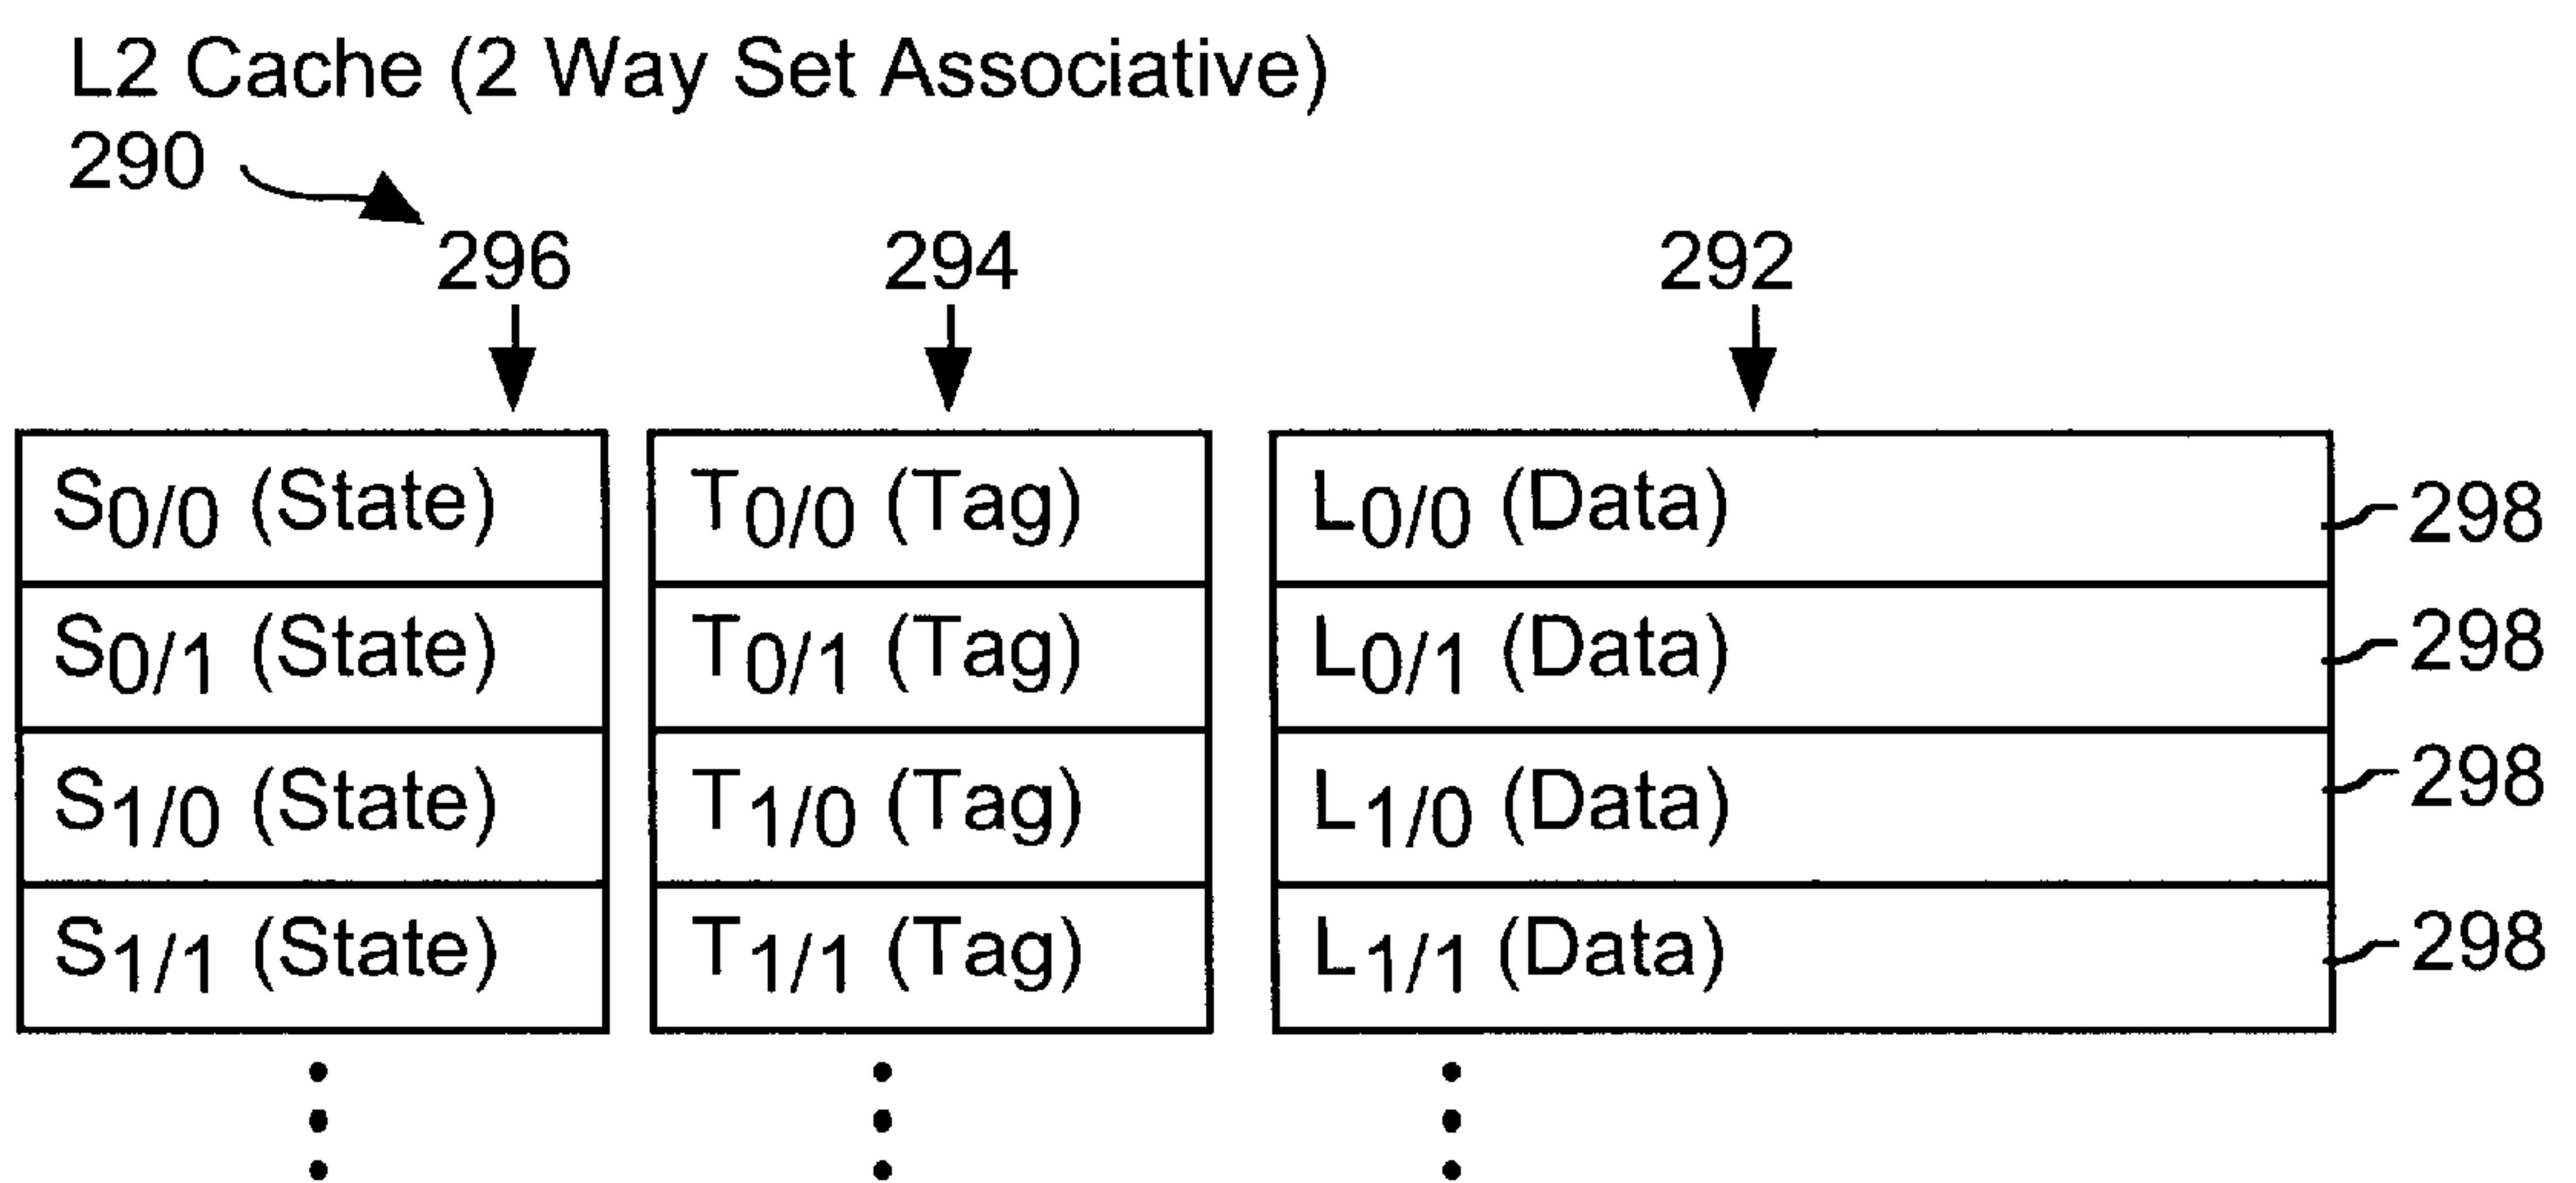 L2 Cache (2 Way Set Associative)
290
296 294 292
S0/0 (State) T0/0 (Tag) L0/0 (Data) 298
S0/1 (State) T0/1 (Tag) L0/1 (Data) 298
S1/0 (State) T1/0 (Tag) L1/0 (Data) 298
S1/1 (State) T1/1 (Tag) L1/1 (Data) 298